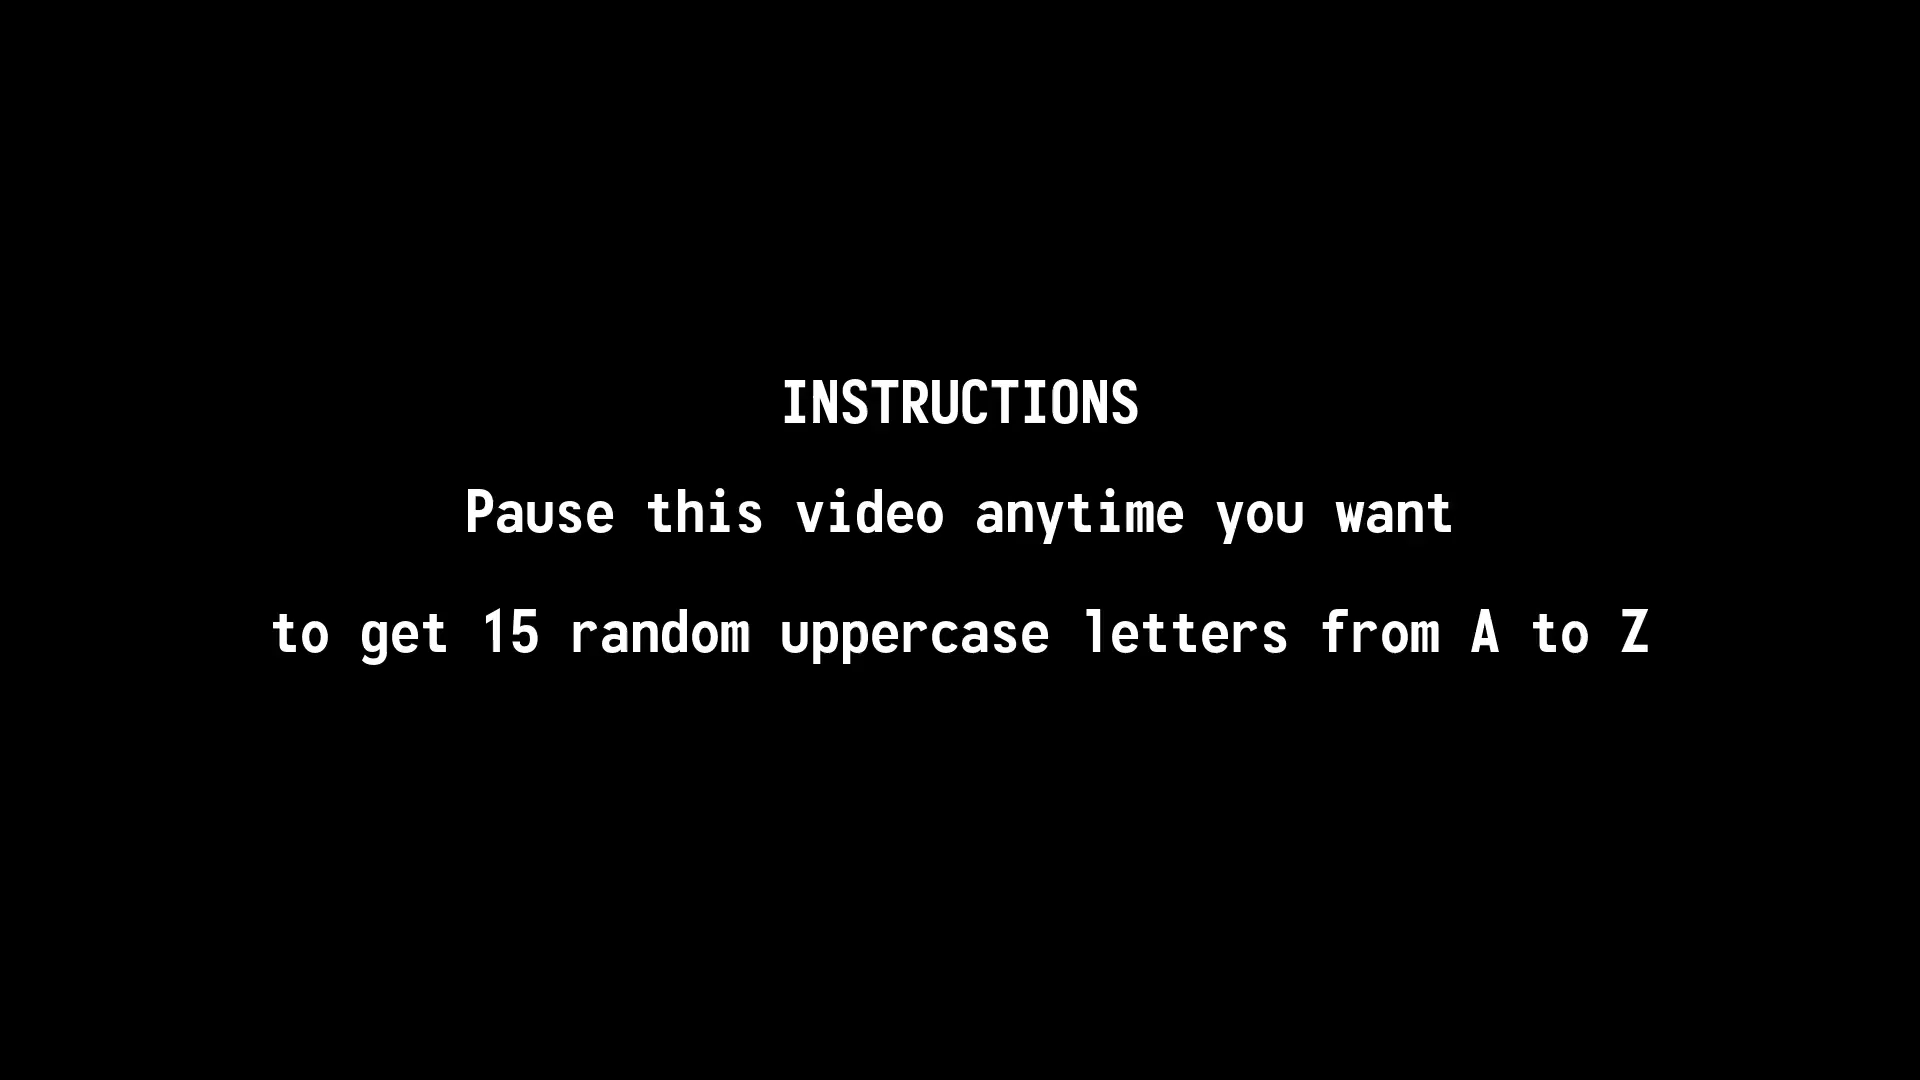 INSTRUCTIONS
Pause this video anytime you want
to get 15 random uppercase letters from A to Z